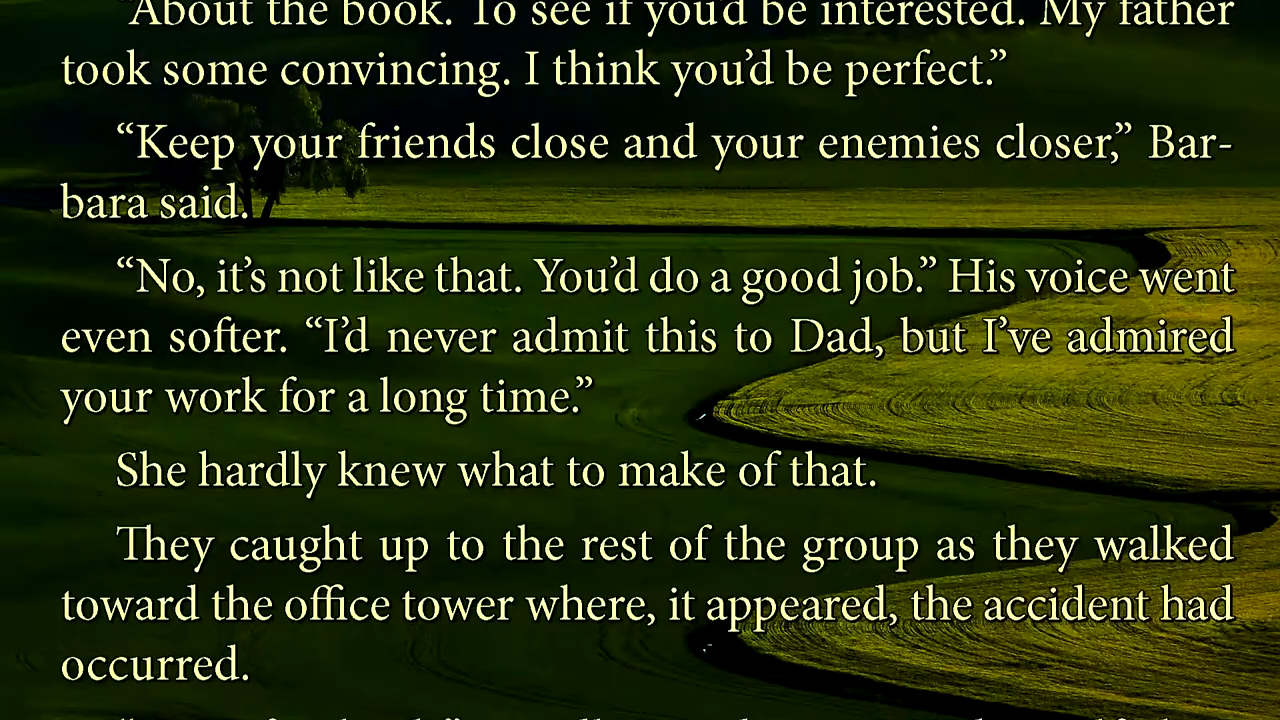 “About the book. To see if you’d be interested. My father
took some convincing. I think you’d be perfect.”
“Keep your friends close and your enemies closer,” Bar-
bara said.
“No, it’s not like that. You’d do a good job.” His voice went
even softer. “I’d never admit this to Dad, but I’ve admired
your work for a long time.”
She hardly knew what to make of that.
They caught up to the rest of the group as they walked
toward the office tower where, it appeared, the accident had
occurred.